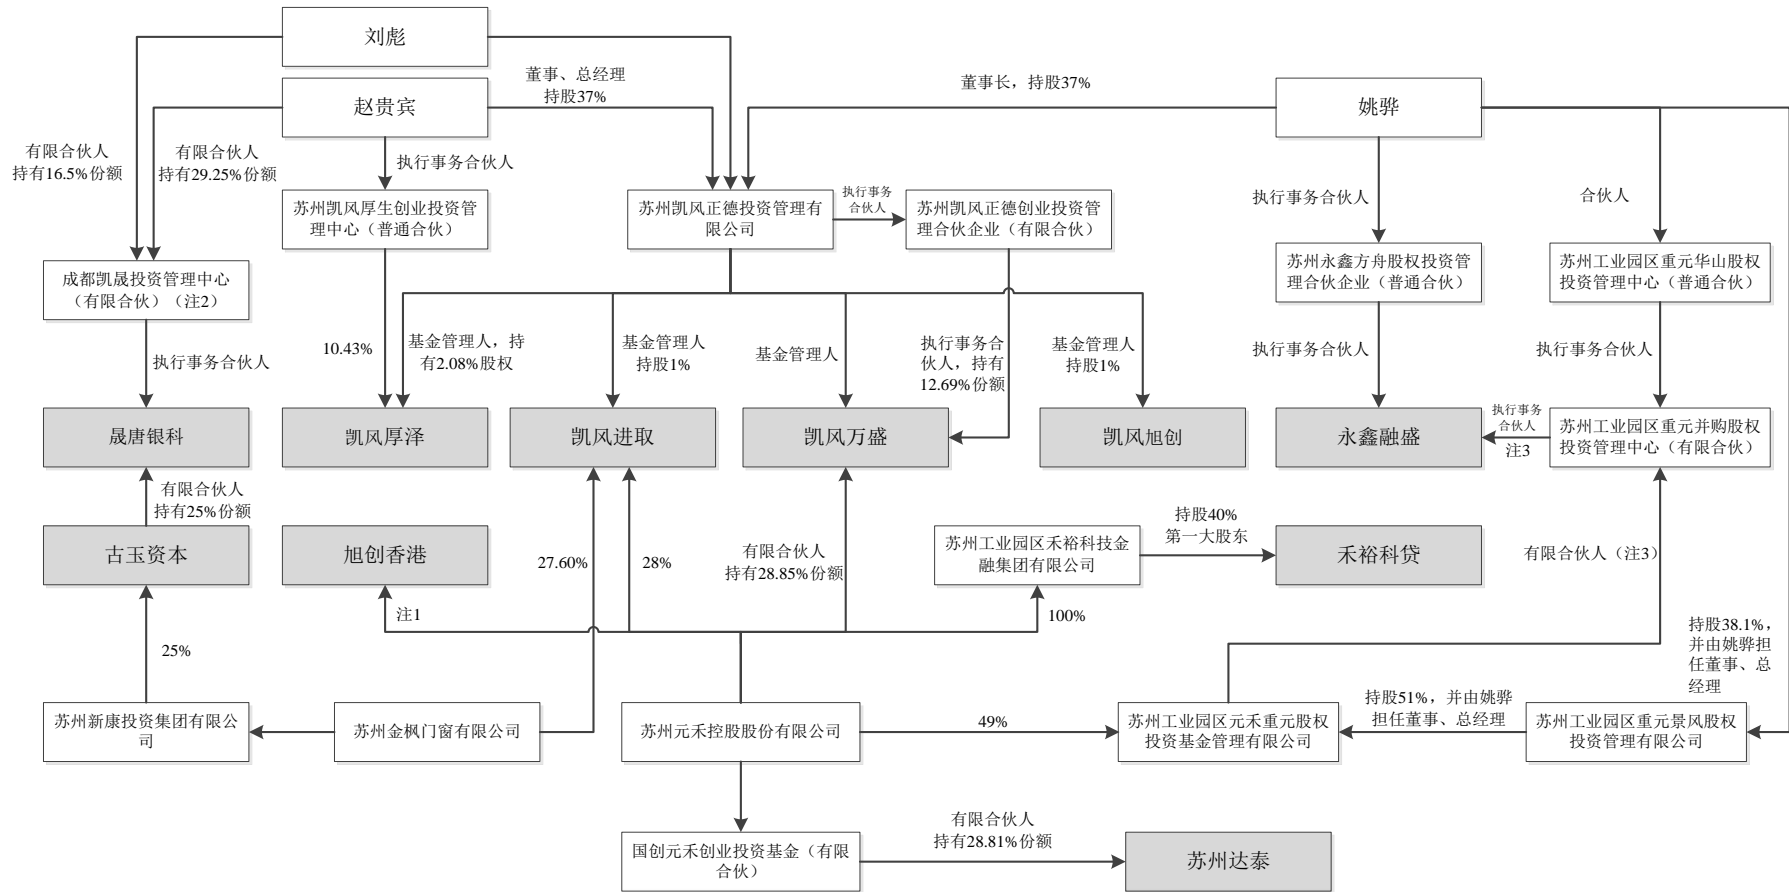 刘彪
董事、总经理
持股37%
赵贵宾
董事长，持股37%
姚骅
有限合伙人
持有16.5%份额
有限合伙人
持有29.25%份额
执行事务合伙人
执行事务
合伙人
执行事务合伙人
合伙人
苏州凯风厚生创业投资管
理中心（普通合伙）
苏州凯风正德投资管理有
限公司
苏州凯风正德创业投资管
理合伙企业（有限合伙）
成都凯晟投资管理中心
（有限合伙）（注2）
苏州永鑫方舟股权投资管
理合伙企业（普通合伙）
苏州工业园区重元华山股权
投资管理中心（普通合伙）
执行事务合伙人
10.43%
基金管理人，持
有2.08%股权
基金管理人
持股1%
基金管理人
执行事务合
伙人，持有
12.69%份额
基金管理人
持股1%
执行事务合伙人
执行事务合伙人
晟唐银科
凯风厚泽
凯风进取
凯风万盛
凯风旭创
永鑫融盛
执行事务
合伙人
注3
苏州工业园区重元并购股权
投资管理中心（有限合伙）
有限合伙人
持有25%份额
古玉资本
旭创香港
27.60%
28%
有限合伙人
持有28.85%份额
苏州工业园区禾裕科技金
融集团有限公司
持股40%
第一大股东
禾裕科贷
有限合伙人（注3）
注1
100%
25%
持股38.1%，
并由姚骅担
任董事、总
经理
苏州新康投资集团有限公
司
苏州金枫门窗有限公司
苏州元禾控股股份有限公司
49%
苏州工业园区元禾重元股权
投资基金管理有限公司
持股51%，并由姚骅
担任董事、总经理
苏州工业园区重元景风股权
投资管理有限公司
国创元禾创业投资基金（有限
合伙）
有限合伙人
持有28.81%份额
苏州达泰